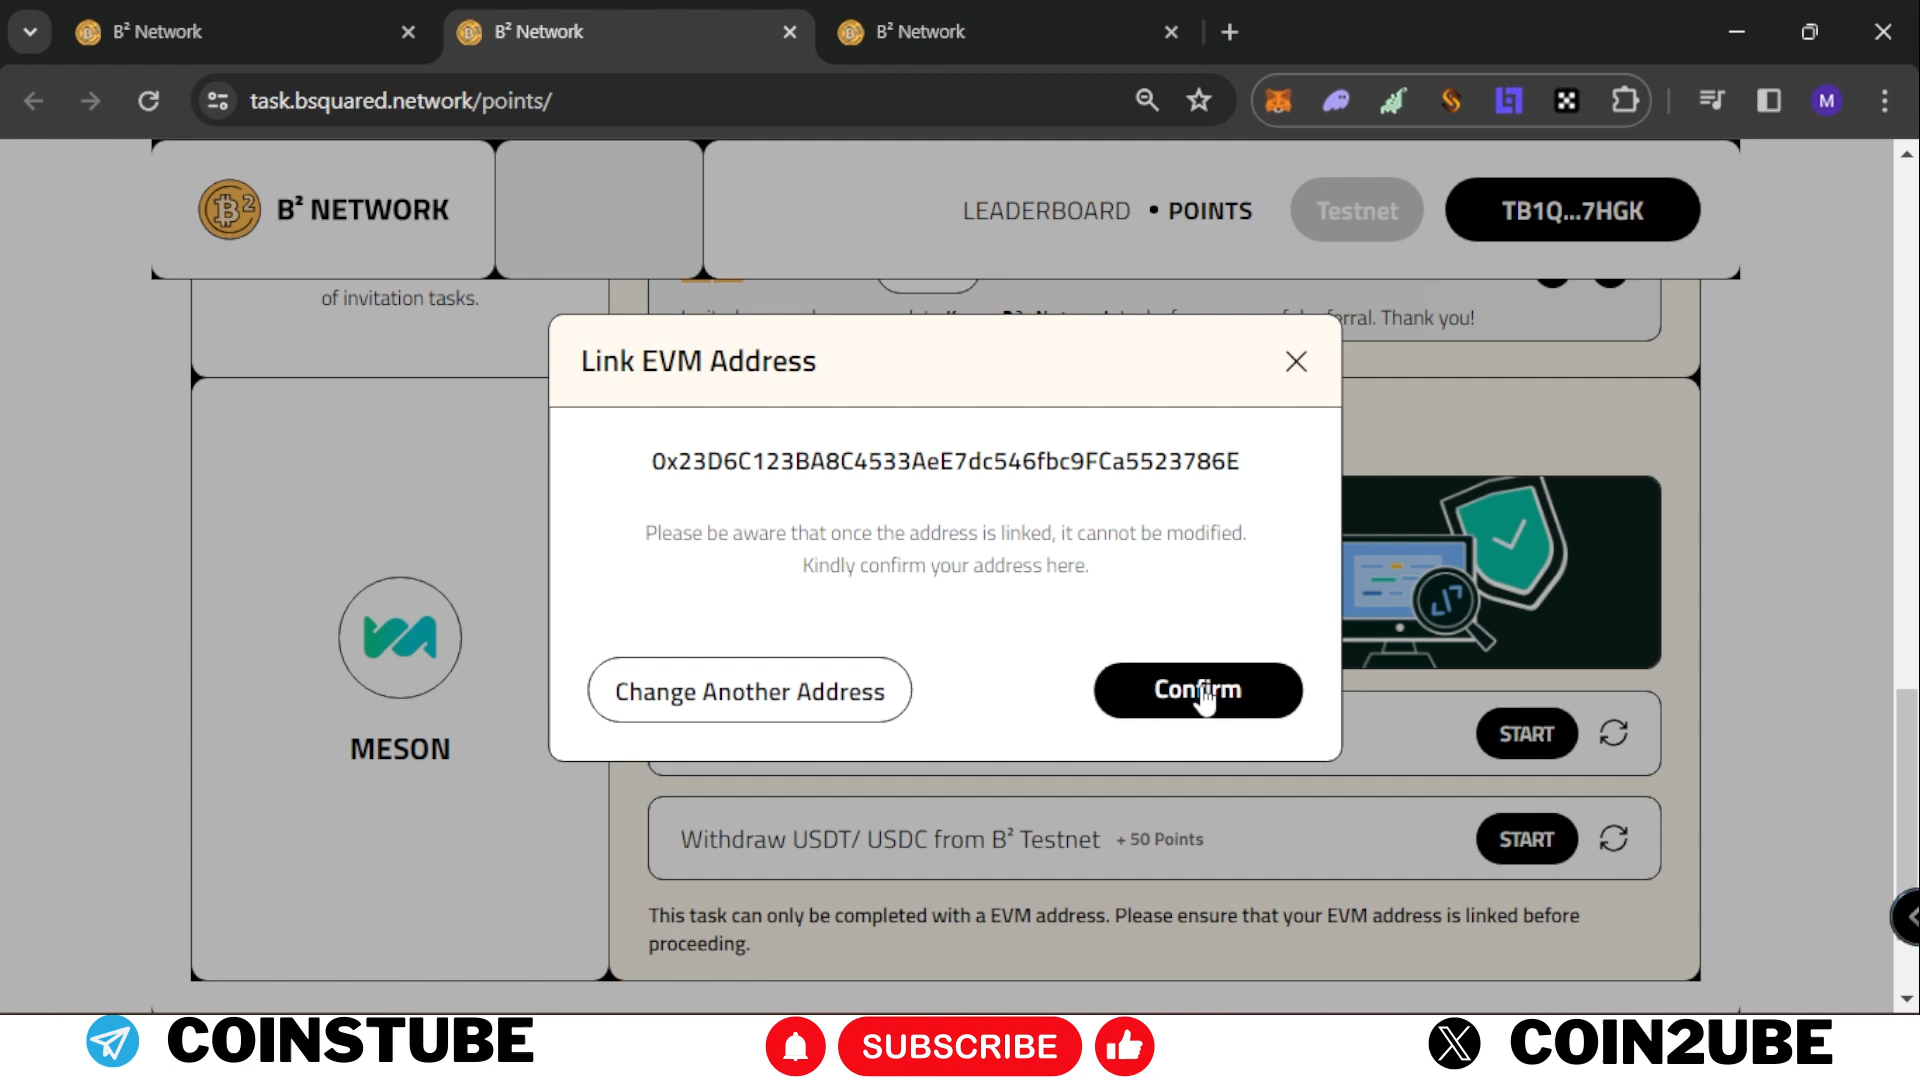 B² Network
B² Network
B² Network
task.bsquared.network/points/
M
B² NETWORK
LEADERBOARD
• POINTS
Testnet
TB1Q...7HGK
of invitation tasks.
ferral. Thank you!
Link EVM Address
0x23D6C123BA8C4533AeE7dc546fbc9FCa5523786E
Please be aware that once the address is linked, it cannot be modified.
Kindly confirm your address here.
Change Another Address
Confirm
MESON
START
Withdraw USDT/ USDC from B² Testnet + 50 Points
START
This task can only be completed with a EVM address. Please ensure that your EVM address is linked before
proceeding.
COINSTUBE
SUBSCRIBE
COIN2UBE